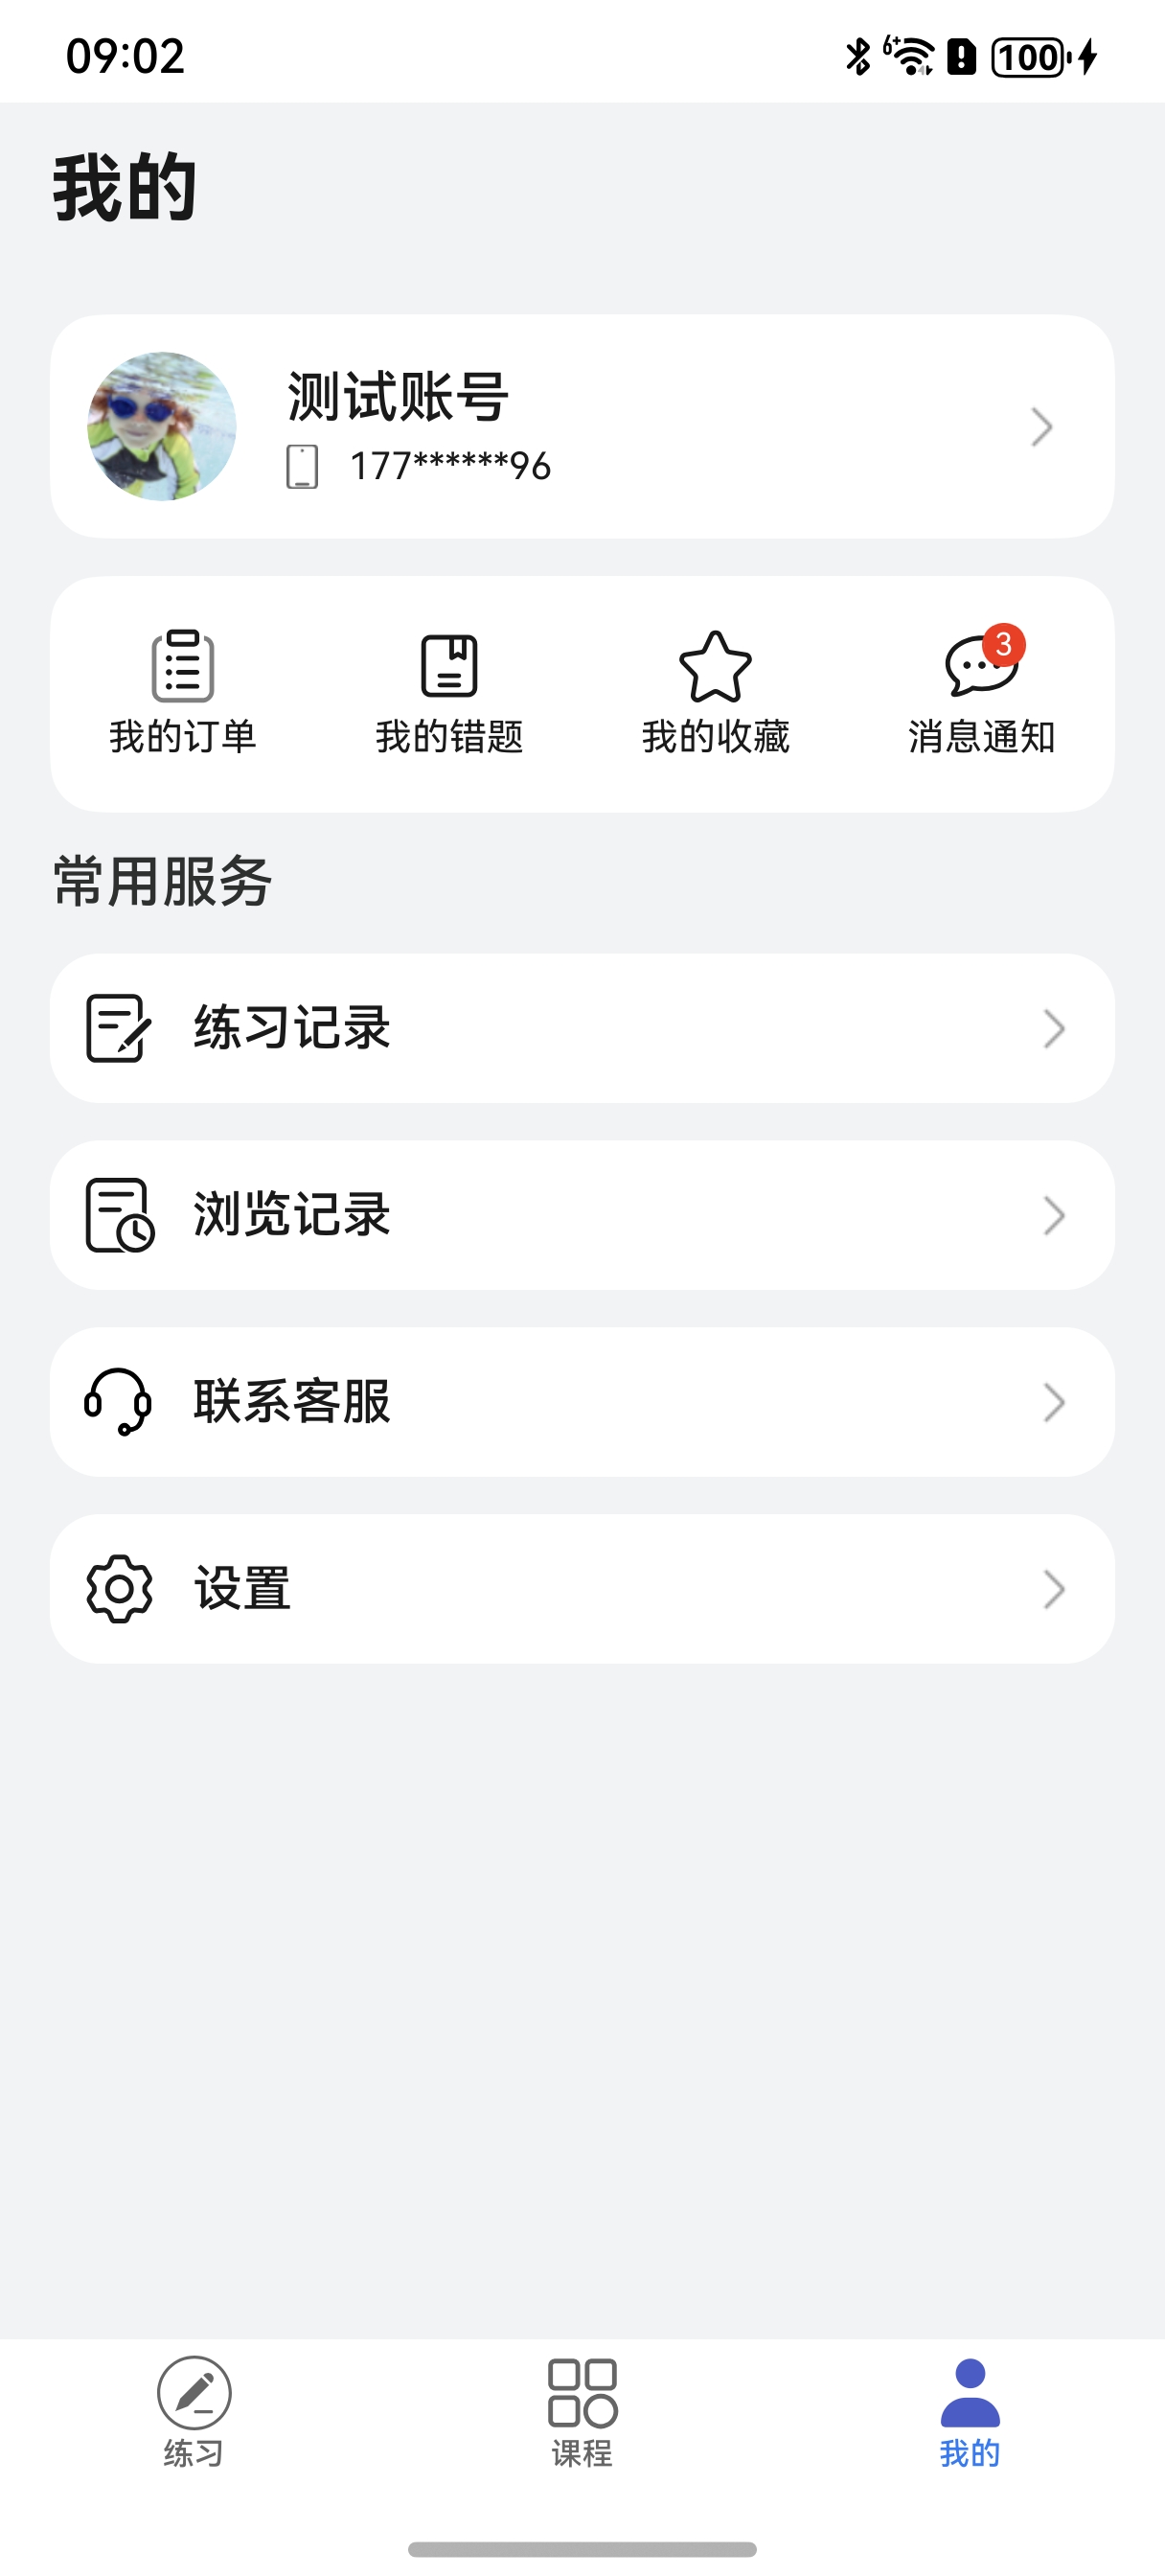 09:02
6+
100
我的
测试账号
177******96
3
我的订单
我的错题
我的收藏
消息通知
常用服务
练习记录
浏览记录
联系客服
设置
练习
课程
我的